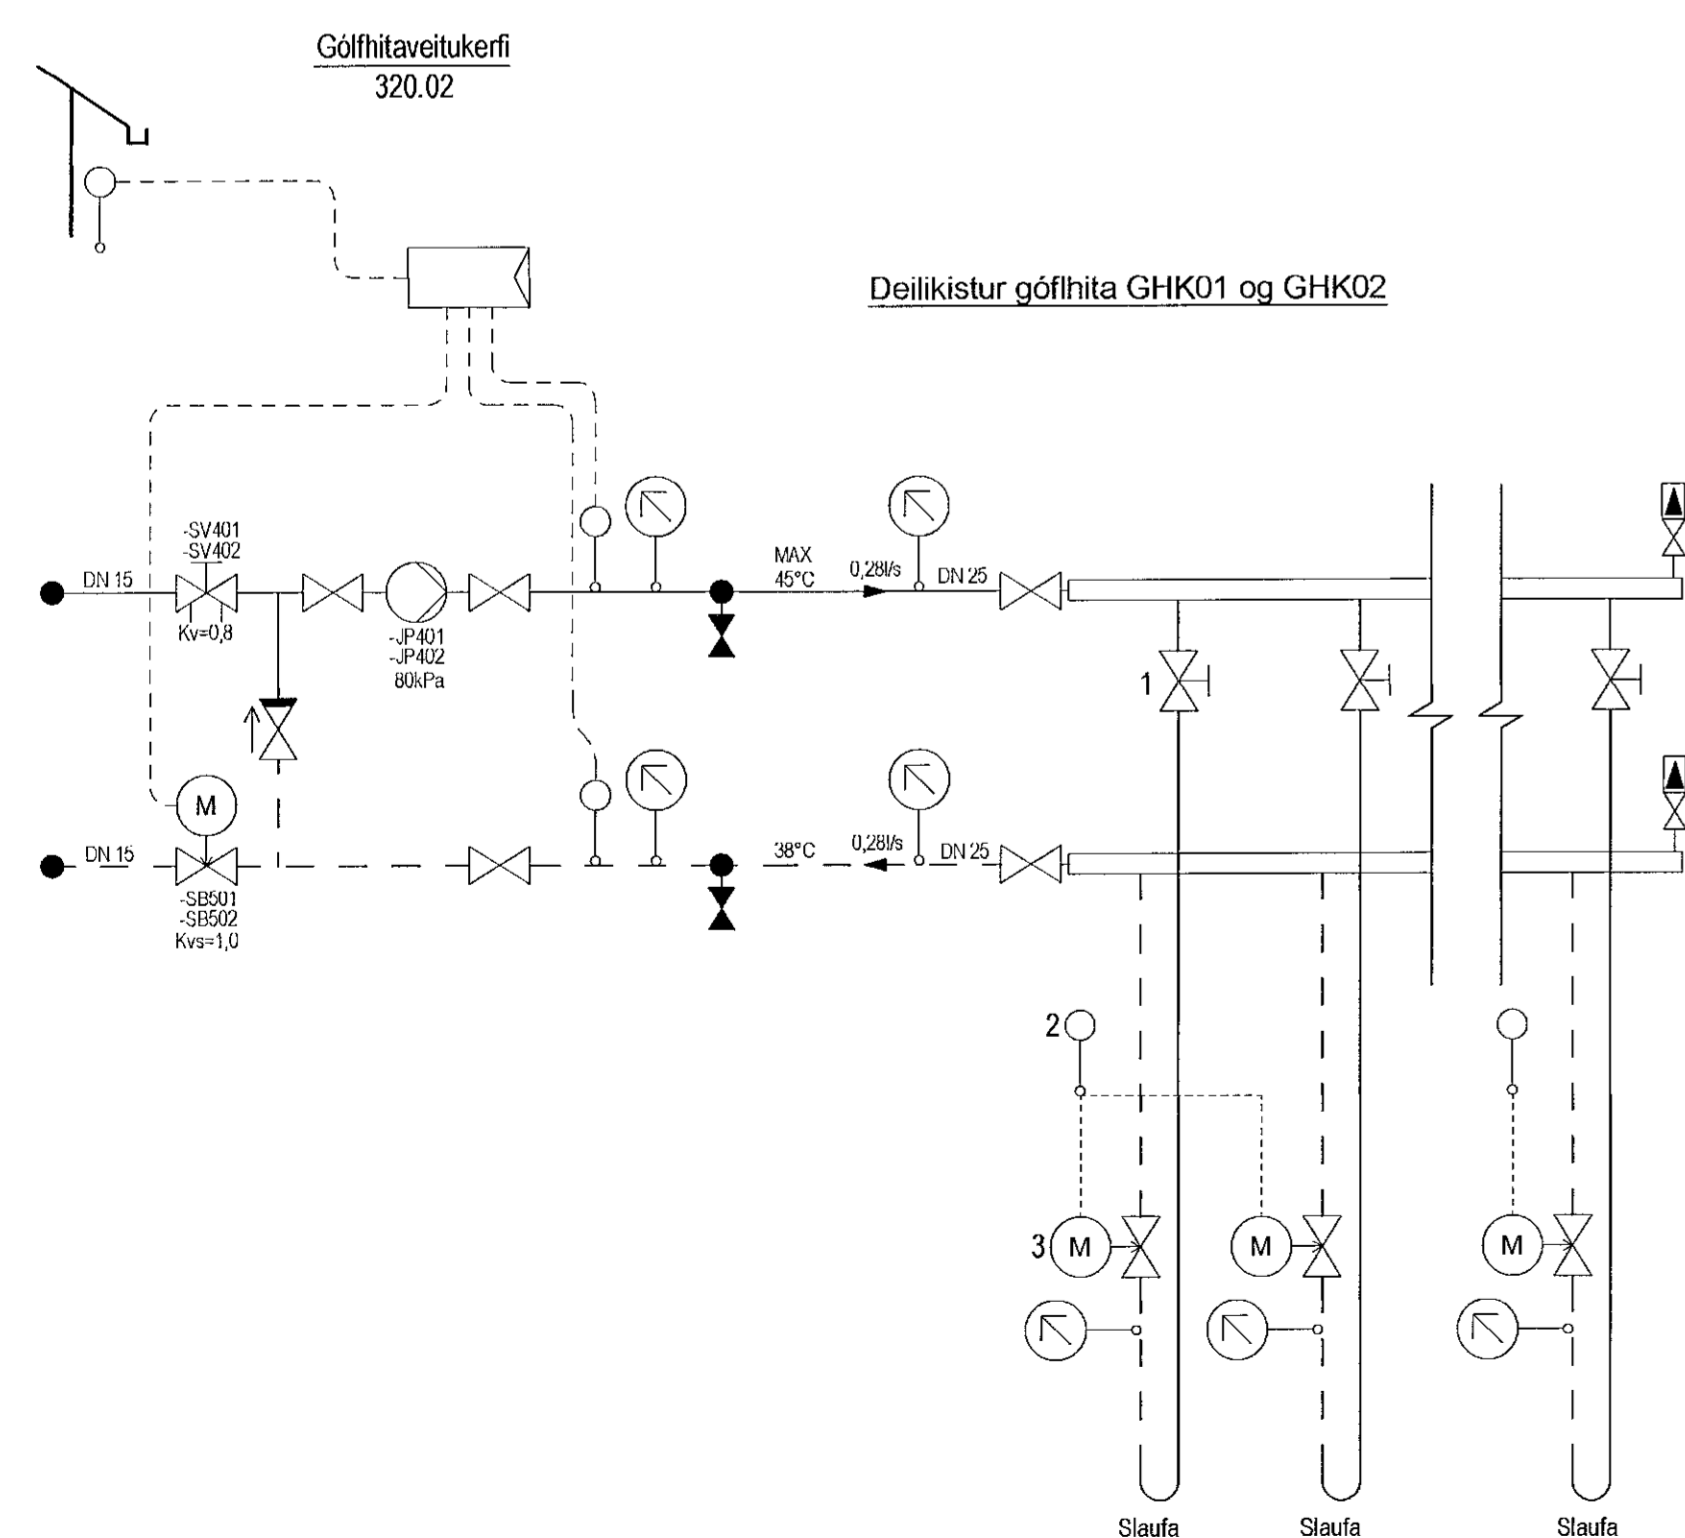 Gólfhitaveitukerfi
320.02
Deilikistur góflhita GHK01 og GHK02
-SV401
-SV402
DN 15
Kv=0,8
-JP401
-JP402
80kPa
MAX
45°C
0,28l/s
DN 25
1
M
DN 15
-SB501
-SB502
Kvs=1,0
38°C
0,28l/s
DN 25
2
3
M
M
M
Slaufa
Slaufa
Slaufa